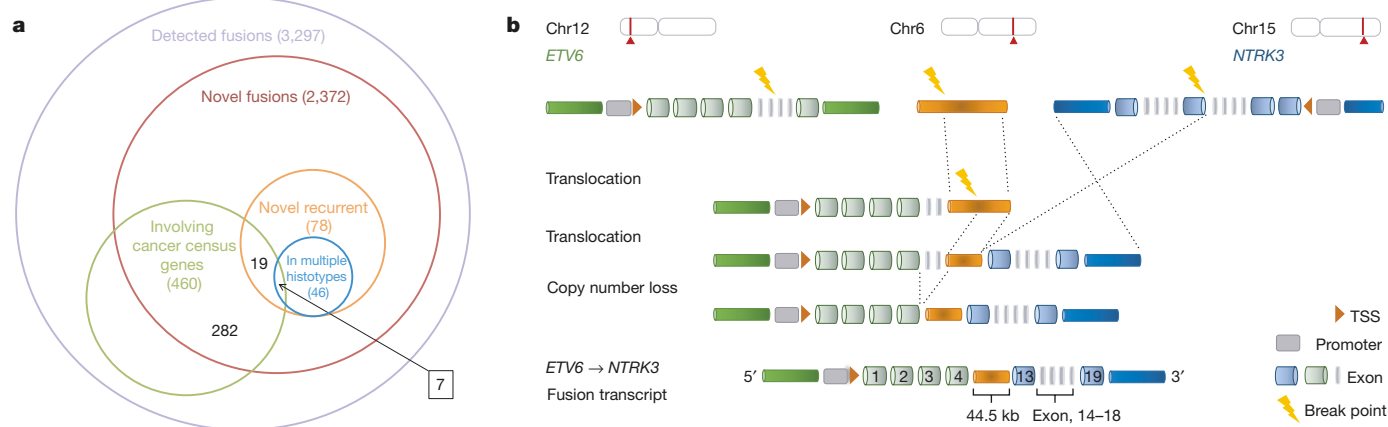 a
Detected fusions (3,297)
Novel fusions (2,372)
Novel recurrent
(78)
Involving
cancer census
genes
(460)
19
In multiple
histotypes
(46)
282
7
b
Chr12
Chr6
Chr15
ETV6
NTRK3
Translocation
Translocation
Copy number loss
TSS
Promoter
Exon
Break point
ETV6 → NTRK3
Fusion transcript
5′
1 2 3 4 13 19
3′
44.5 kb
Exon, 14–18